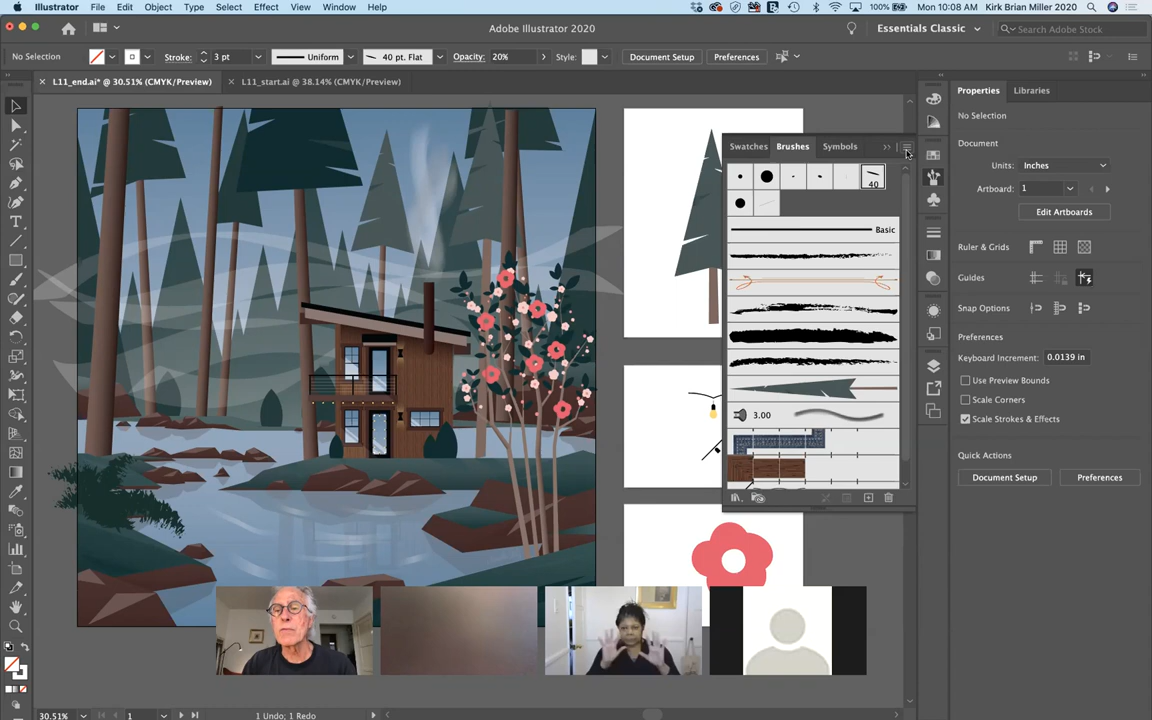 Illustrator File Edit Object Type Select Effect View Window Help 100% Mon 10:08 AM Kirk Brian Miller 2020
Adobe Illustrator 2020 Essentials Classic Search Adobe Stock
No Selection Stroke: 3 pt Uniform 40 pt. Flat Opacity: 20% Style: Document Setup Preferences
L11_end.ai* @ 30.51% (CMYK/Preview) L11_start.ai @ 38.14% (CMYK/Preview)
Properties Libraries
No Selection
Document
Units: Inches
Artboard: 1
Edit Artboards
Ruler & Grids
Guides
Snap Options
Preferences
Keyboard Increment: 0.0139 in
Use Preview Bounds
Scale Corners
Scale Strokes & Effects
Quick Actions
Document Setup Preferences
Swatches Brushes Symbols
40
Basic
3.00
30.51% 1 1 Undo; 1 Redo